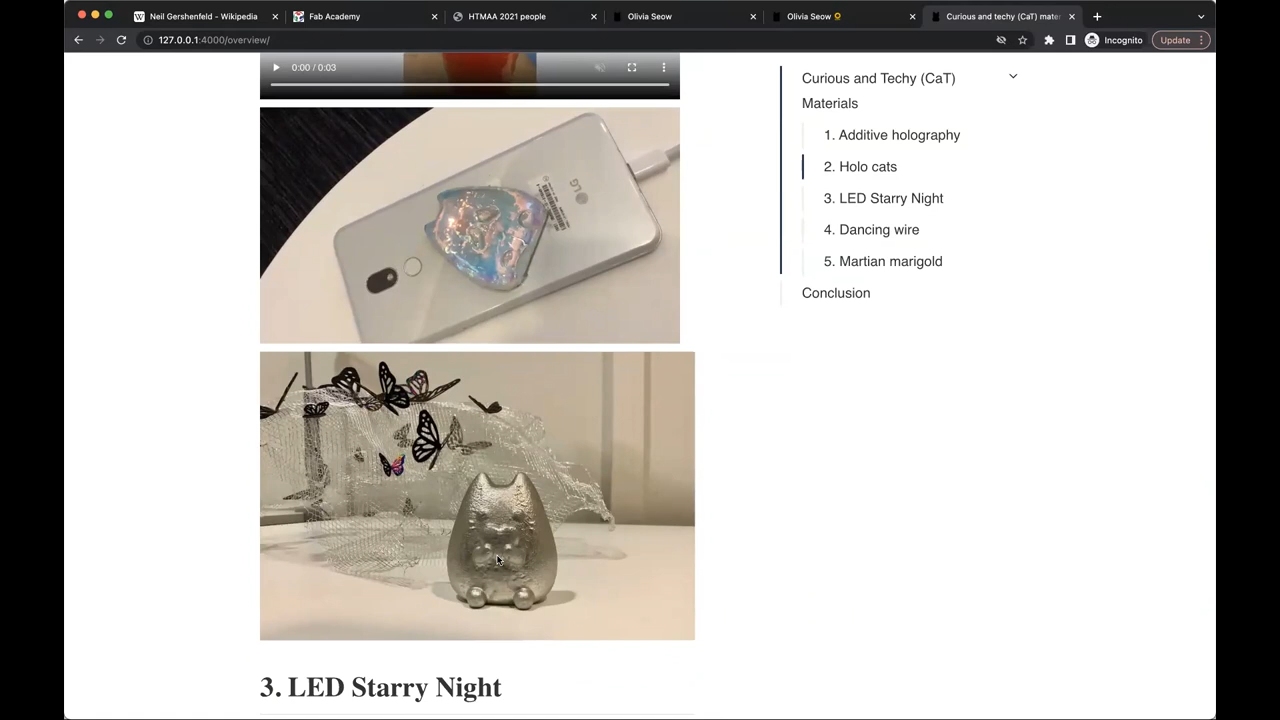 Neil Gershenfeld - Wikipedia
Fab Academy
HTMAA 2021 people
Olivia Seow
Olivia Seow
Curious and techy (CaT) mater
127.0.0.1:4000/overview/
Incognito
Update
0:00 / 0:03
LG
Curious and Techy (CaT)
Materials
1. Additive holography
2. Holo cats
3. LED Starry Night
4. Dancing wire
5. Martian marigold
Conclusion
3. LED Starry Night